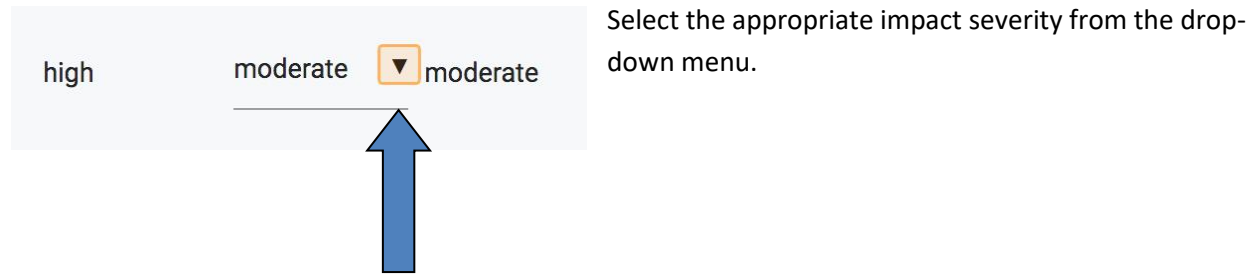 high moderate ▼ moderate
Select the appropriate impact severity from the drop-
down menu.